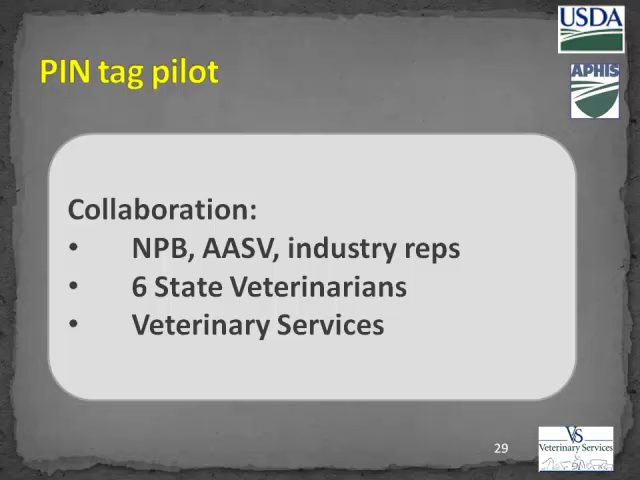 USDA
APHIS
PIN tag pilot
Collaboration:
• NPB, AASV, industry reps
• 6 State Veterinarians
• Veterinary Services
29
VS
Veterinary Services